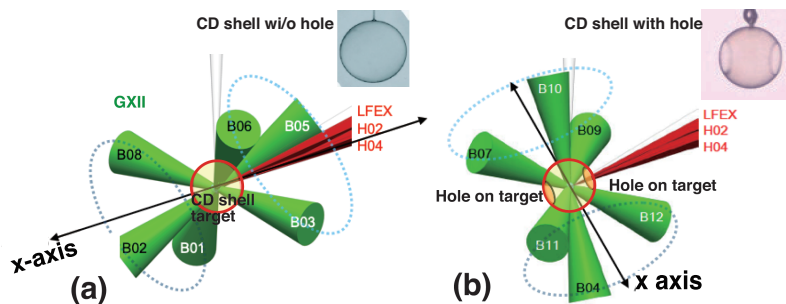 CD shell wi/o hole
GXII
B06
B05
LFEX
H02
H04
B08
CD shell
target
B03
B02
B01
x-axis
(a)
CD shell with hole
B10
B09
LFEX
H02
H04
B07
Hole on target
Hole on target
B12
B11
B04
x axis
(b)